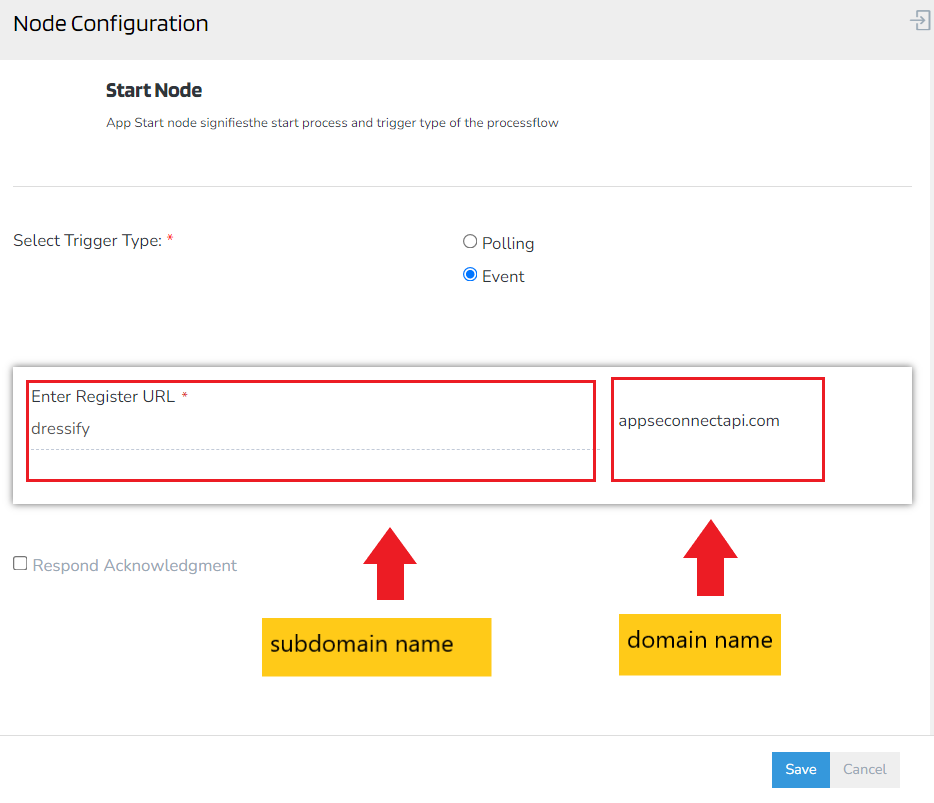 Node Configuration
Start Node
App Start node signifiesthe start process and trigger type of the processflow
Select Trigger Type: *
Polling
Event
Enter Register URL *
dressify
appseconnectapi.com
Respond Acknowledgment
subdomain name
domain name
Save Cancel